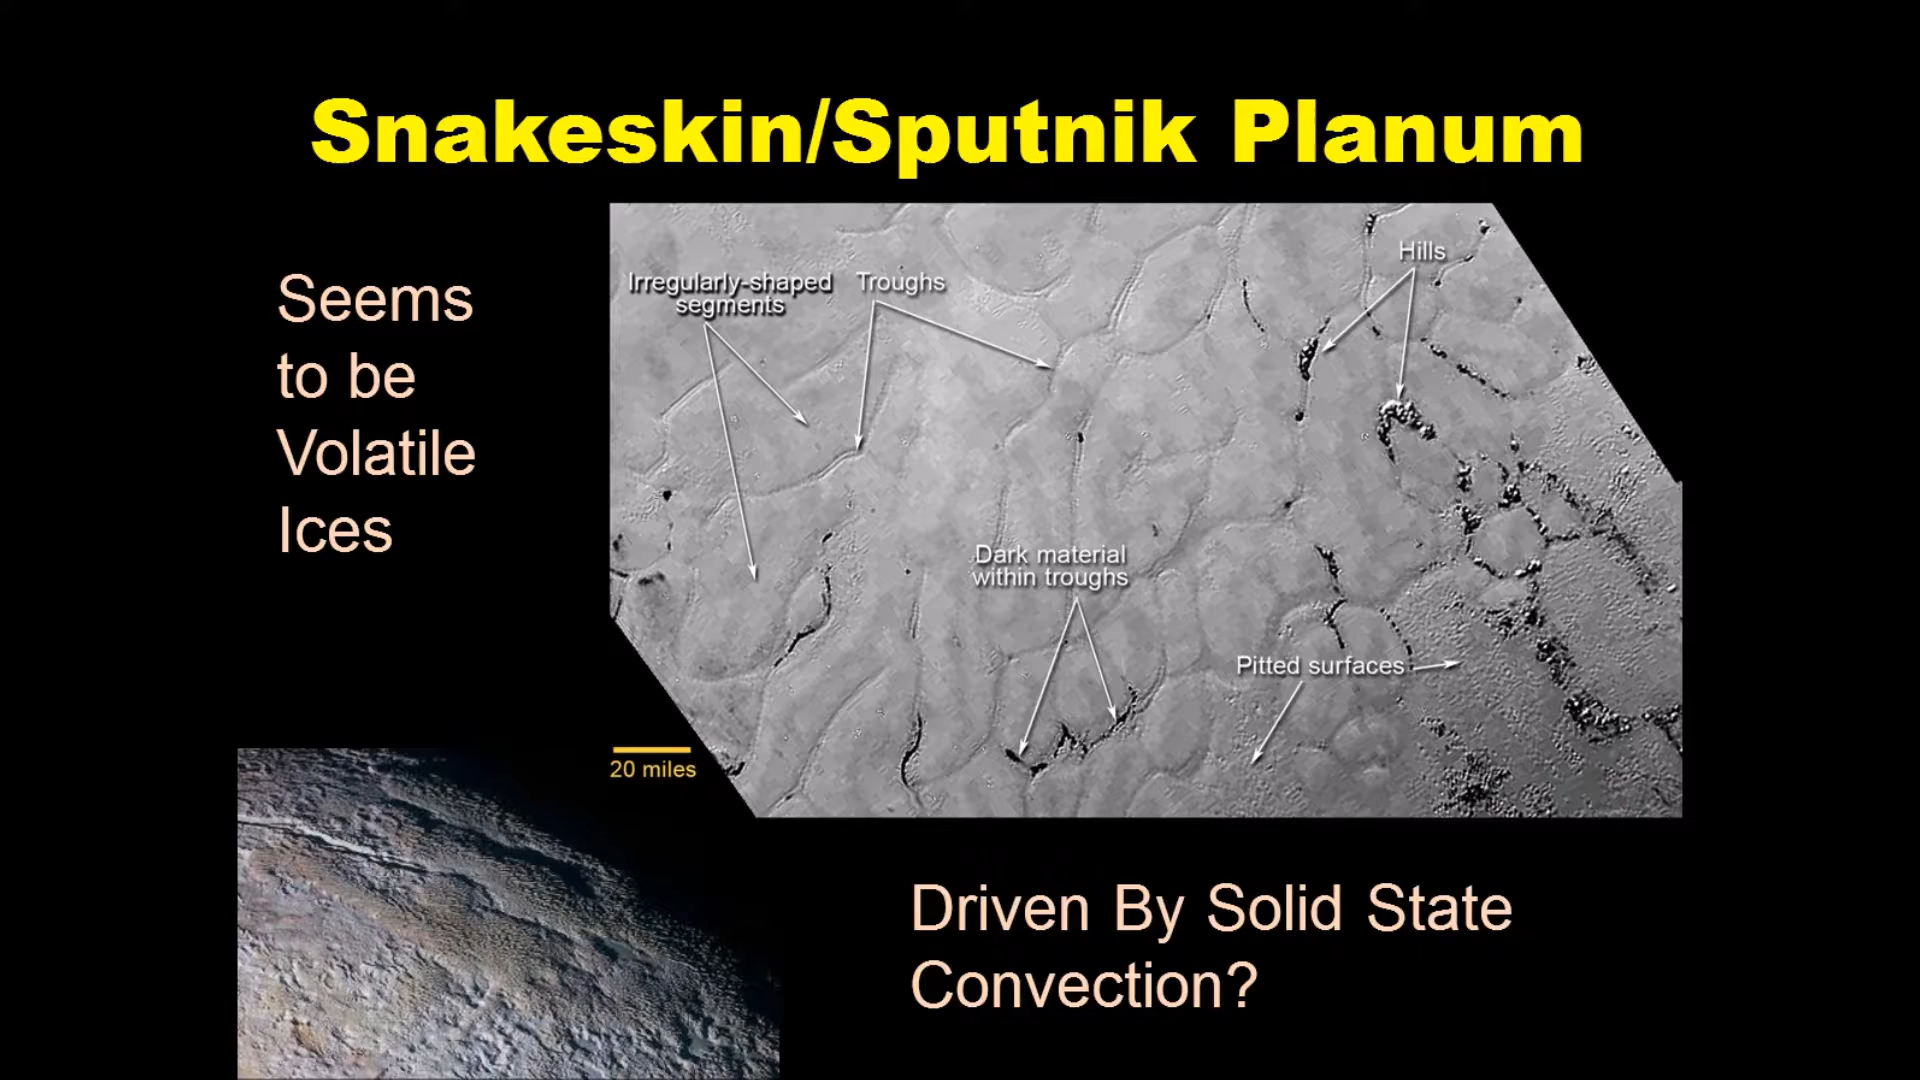 Snakeskin/Sputnik Planum
Seems
to be
Volatile
Ices
Irregularly-shaped
segments
Troughs
Hills
Dark material
within troughs
Pitted surfaces
20 miles
Driven By Solid State
Convection?